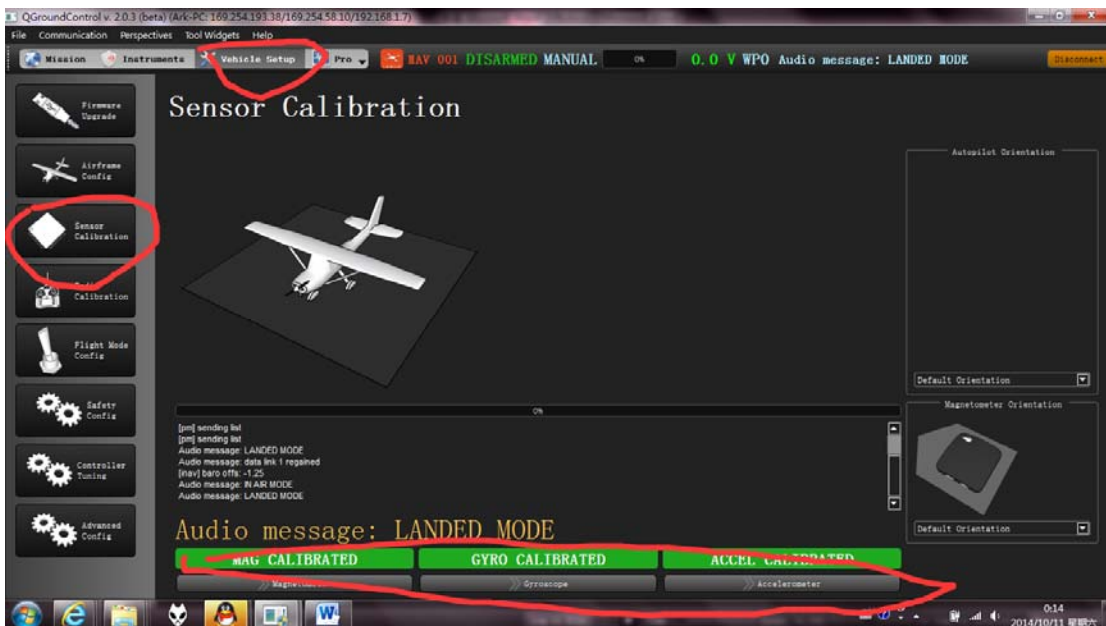 QGroundControl v. 2.0.3 (beta) (Ark-PC: 169.254.193.38/169.254.58.10/192.168.1.7)
File Communication Perspectives Tool Widgets Help
Mission Instruments Vehicle Setup Pro MAV 001 DISARMED MANUAL 0% 0.0 V WPO Audio message: LANDED MODE Disconnect
Sensor Calibration
Firmware
Upgrade
Airframe
Config
Sensor
Calibration
Calibration
Flight Mode
Config
Safety
Config
Controller
Tuning
Advanced
Config
Autopilot Orientation
Default Orientation
Magnetometer Orientation
Default Orientation
0%
[pm] sending list
[pm] sending list
Audio message: LANDED MODE
Audio message: data link 1 regained
[inav] baro offs: -1.25
Audio message: IN AIR MODE
Audio message: LANDED MODE
Audio message: LANDED MODE
MAG CALIBRATED GYRO CALIBRATED ACCEL CALIBRATED
Gyroscope Accelerometer
W
0:14
2014/10/11 星期六